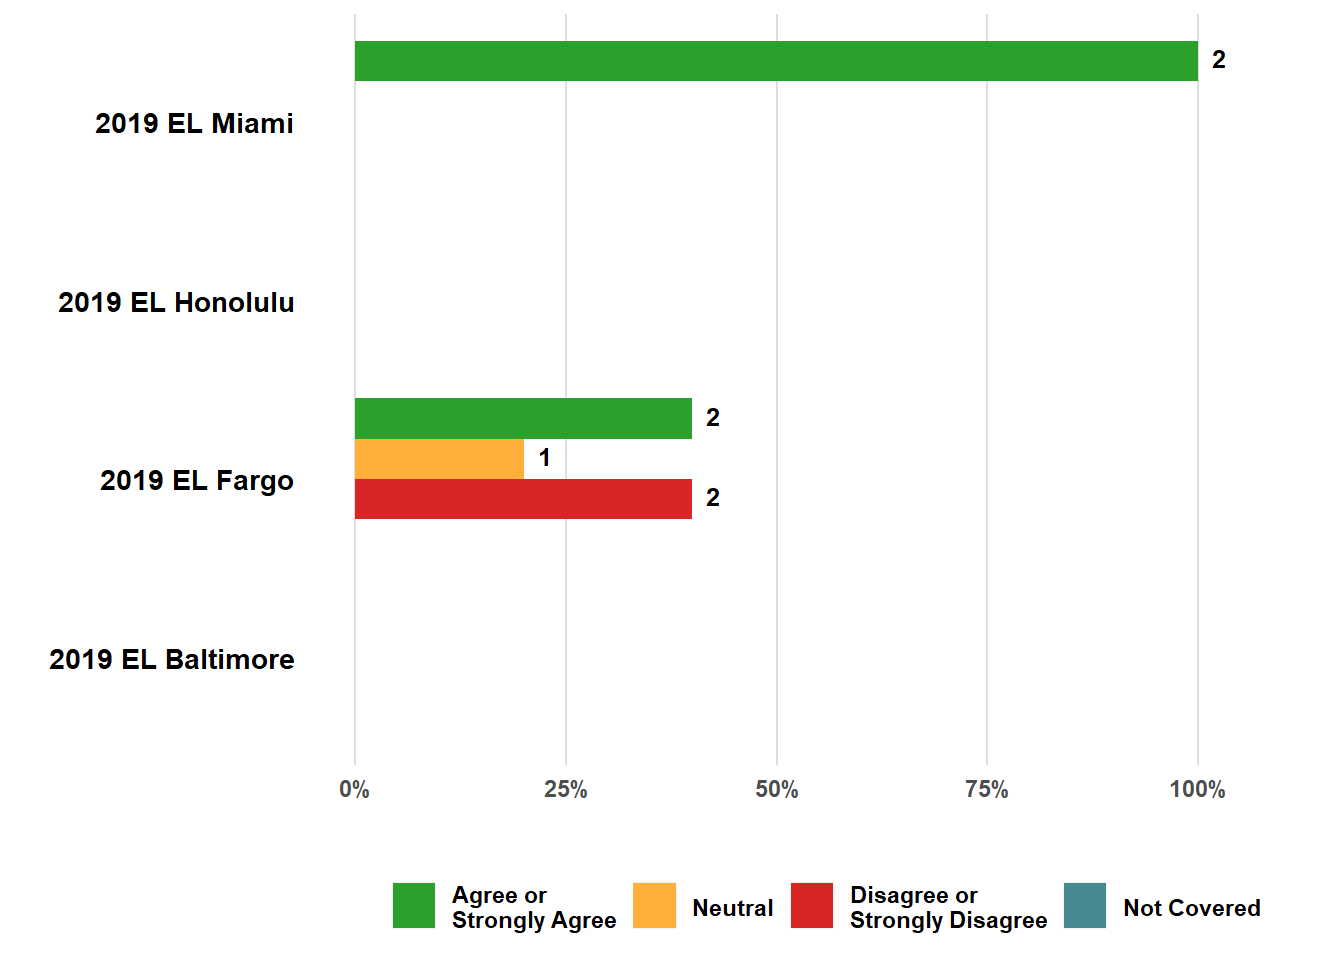 2
2019 EL Miami
2019 EL Honolulu
2
1
2019 EL Fargo
2
2019 EL Baltimore
0%
25%
50%
75%
100%
Agree or
Strongly Agree
Neutral
Disagree or
Strongly Disagree
Not Covered